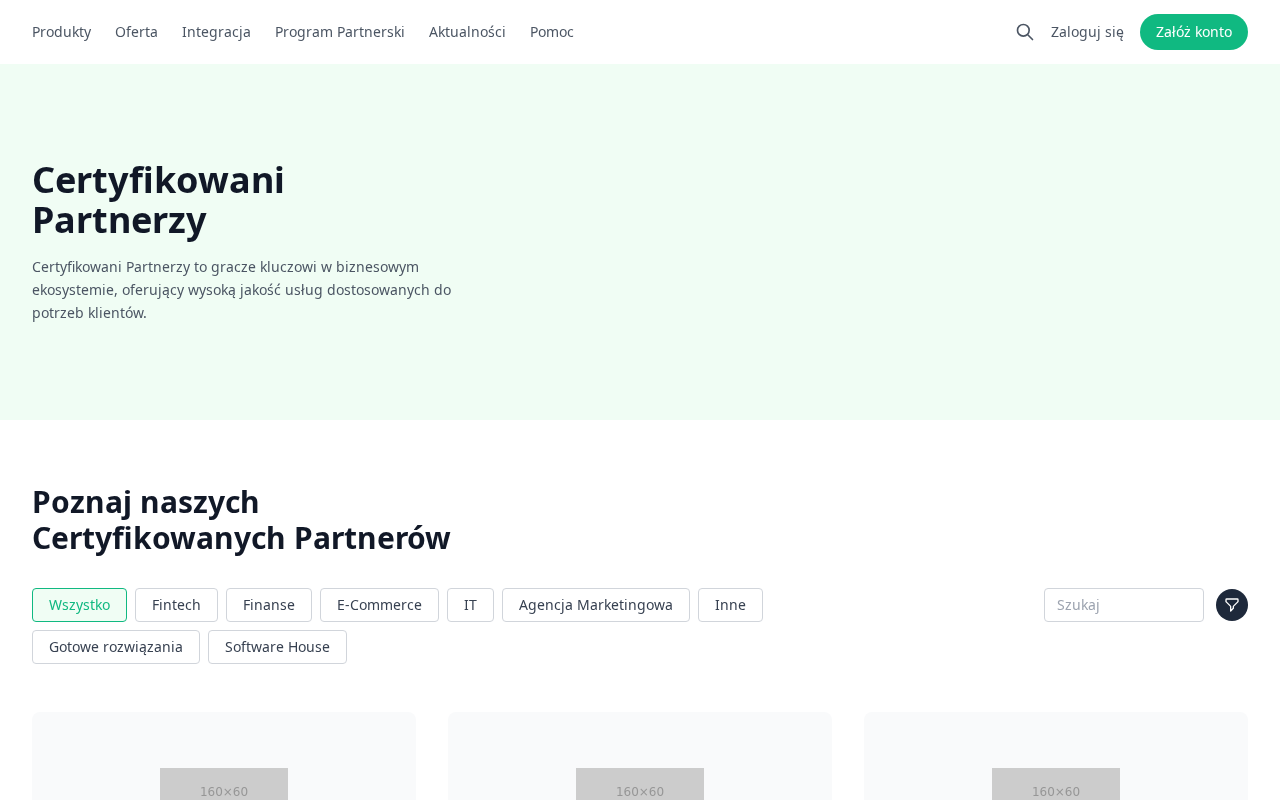 Produkty
Oferta
Integracja
Program Partnerski
Aktualności
Pomoc
Zaloguj się
Załóż konto
Certyfikowani
Partnerzy
Certyfikowani Partnerzy to gracze kluczowi w biznesowym
ekosystemie, oferujący wysoką jakość usług dostosowanych do
potrzeb klientów.
Poznaj naszych
Certyfikowanych Partnerów
Wszystko
Fintech
Finanse
E-Commerce
IT
Agencja Marketingowa
Inne
Szukaj
Gotowe rozwiązania
Software House
160×60
160×60
160×60